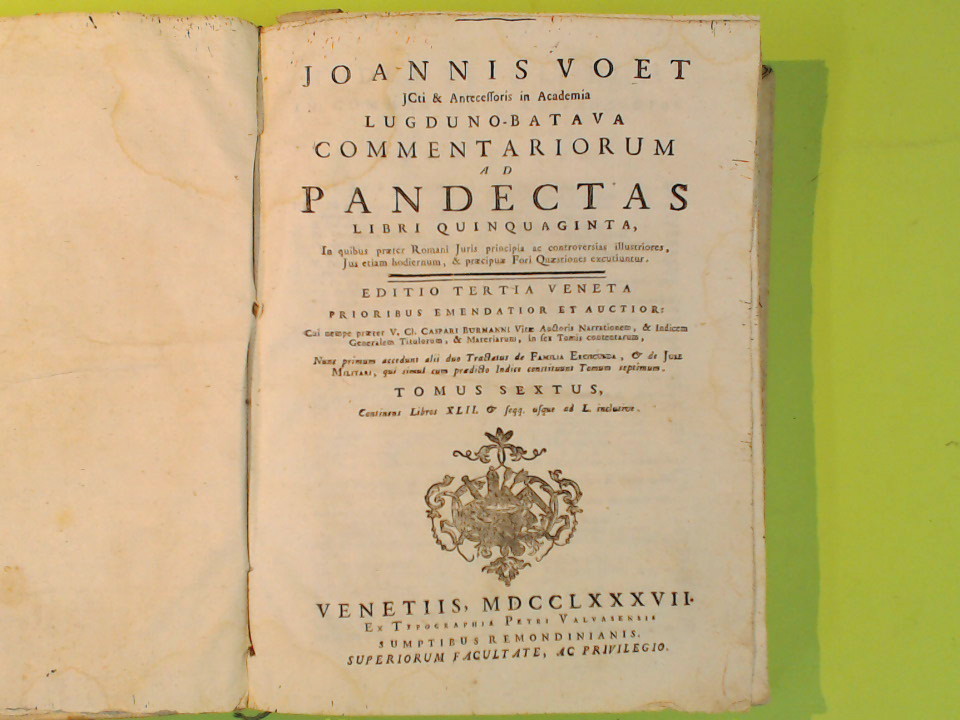 JOANNIS VOET
JCti & Antecessoris in Academia
LUGDUNO-BATAVA
COMMENTARIORUM
AD
PANDECTAS
LIBRI QUINQUAGINTA,
In quibus præter Romani Juris principia ac controversias illustriores,
Jus etiam hodiernum, & præcipuæ Fori Quæstiones excutiuntur.
EDITIO TERTIA VENETA
PRIORIBUS EMENDATIOR ET AUCTIOR:
Cui nempe præter V. Cl. CASPARI BURMANNI Vitæ Auctoris Narrationem, & Indicem
Generalem Titulorum, & Materiarum, in sex Tomis contentarum,
Nunc primum accedunt alii duo Tractatus de FAMILIA ERCISCUNDA, & de JURE
MILITARI, qui simul cum prædicto Indice constituunt Tomum septimum.
TOMUS SEXTUS,
Continens Libros XLII. & seqq. usque ad L. inclusive.
VENETIIS, MDCCLXXXVII.
EX TYPOGRAPHIA PETRI VALVASENSIS
SUMPTIBUS REMONDINIANIS.
SUPERIORUM FACULTATE, AC PRIVILEGIO.